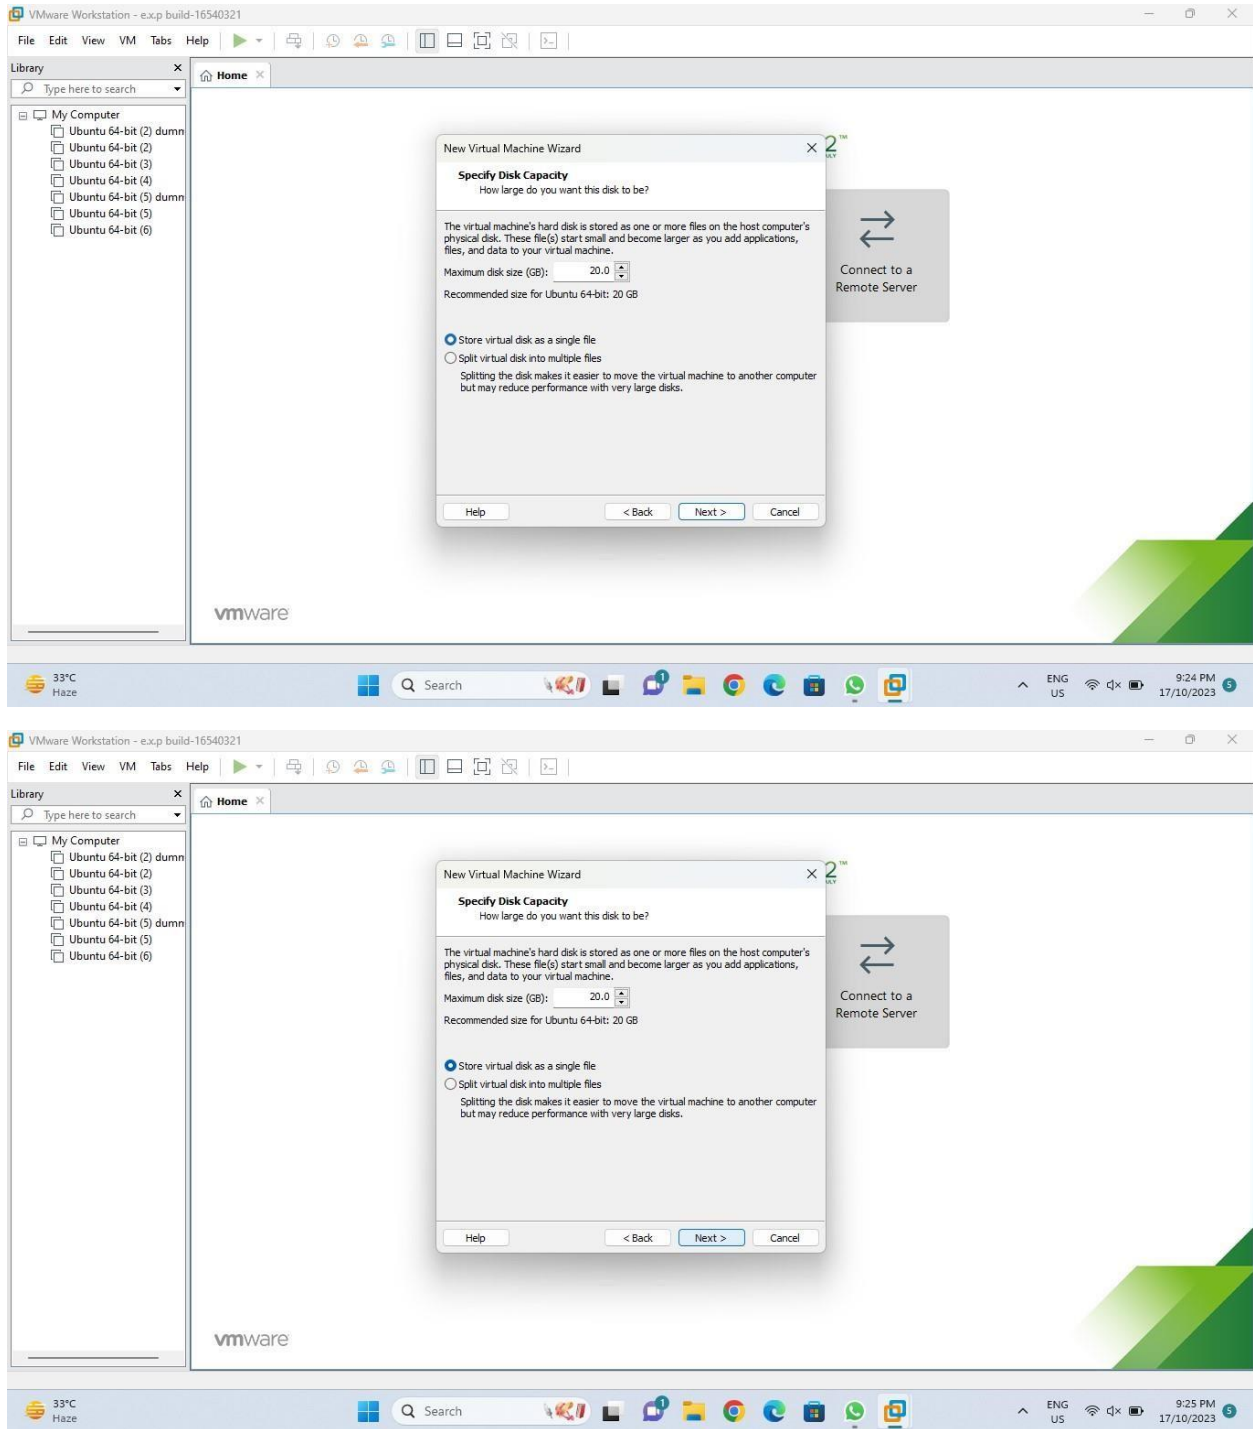 VMware Workstation - e.x.p build-16540321
File Edit View VM Tabs Help
Library
Home
Type here to search
My Computer
Ubuntu 64-bit (2) dumn
Ubuntu 64-bit (2)
Ubuntu 64-bit (3)
Ubuntu 64-bit (4)
Ubuntu 64-bit (5) dumn
Ubuntu 64-bit (5)
Ubuntu 64-bit (6)
2™
New Virtual Machine Wizard
Specify Disk Capacity
How large do you want this disk to be?
The virtual machine's hard disk is stored as one or more files on the host computer's
physical disk. These file(s) start small and become larger as you add applications,
files, and data to your virtual machine.
Maximum disk size (GB): 20.0
Recommended size for Ubuntu 64-bit: 20 GB
Store virtual disk as a single file
Split virtual disk into multiple files
Splitting the disk makes it easier to move the virtual machine to another computer
but may reduce performance with very large disks.
Help < Back Next > Cancel
Connect to a
Remote Server
vmware
33°C
Haze
Search
1
ENG
US
9:24 PM
17/10/2023
5
VMware Workstation - e.x.p build-16540321
File Edit View VM Tabs Help
Library
Home
Type here to search
My Computer
Ubuntu 64-bit (2) dumn
Ubuntu 64-bit (2)
Ubuntu 64-bit (3)
Ubuntu 64-bit (4)
Ubuntu 64-bit (5) dumn
Ubuntu 64-bit (5)
Ubuntu 64-bit (6)
2™
New Virtual Machine Wizard
Specify Disk Capacity
How large do you want this disk to be?
The virtual machine's hard disk is stored as one or more files on the host computer's
physical disk. These file(s) start small and become larger as you add applications,
files, and data to your virtual machine.
Maximum disk size (GB): 20.0
Recommended size for Ubuntu 64-bit: 20 GB
Store virtual disk as a single file
Split virtual disk into multiple files
Splitting the disk makes it easier to move the virtual machine to another computer
but may reduce performance with very large disks.
Help < Back Next > Cancel
Connect to a
Remote Server
vmware
33°C
Haze
Search
1
ENG
US
9:25 PM
17/10/2023
5